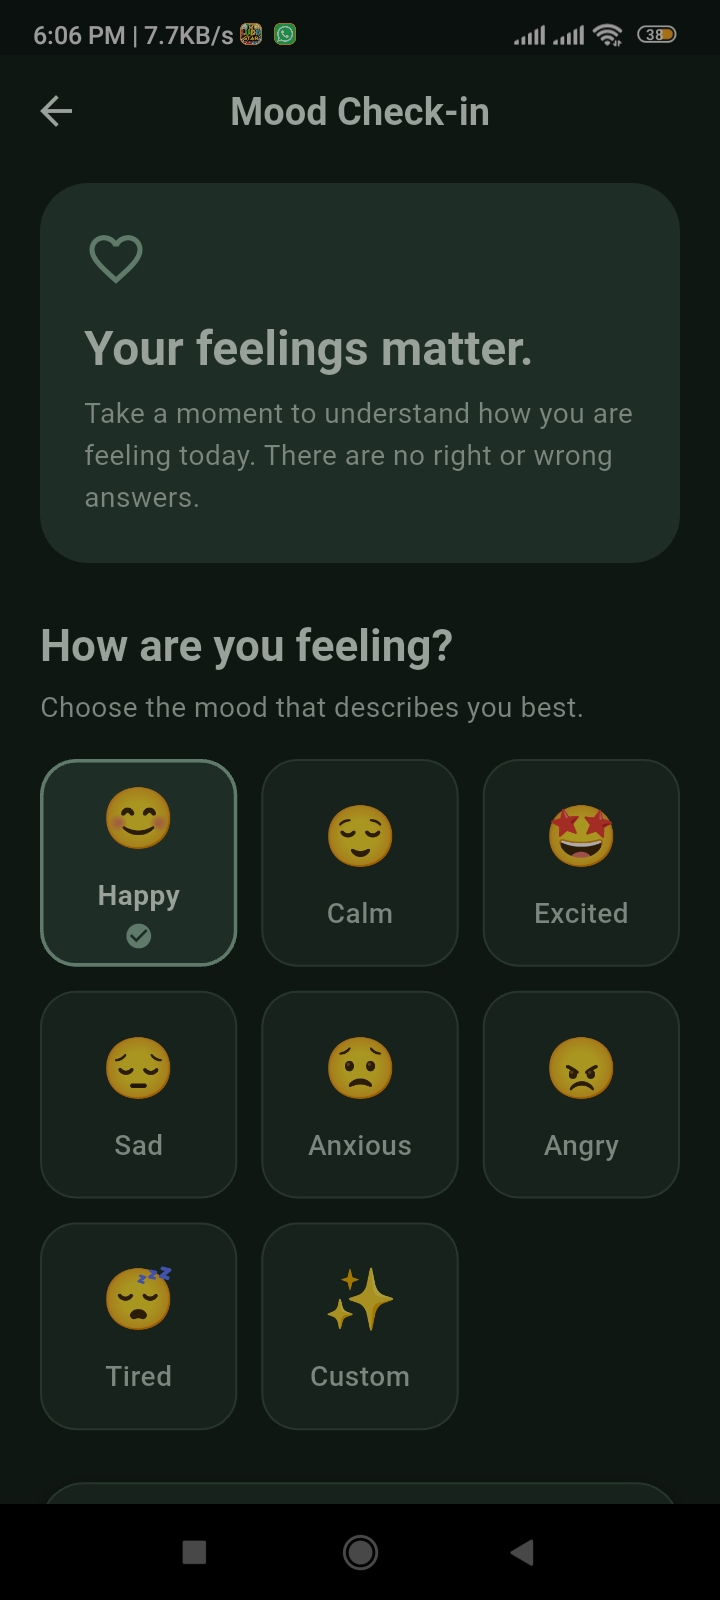 6:06 PM | 7.7KB/s
38
Mood Check-in
Your feelings matter.
Take a moment to understand how you are
feeling today. There are no right or wrong
answers.
How are you feeling?
Choose the mood that describes you best.
Happy
Calm
Excited
Sad
Anxious
Angry
Tired
Custom